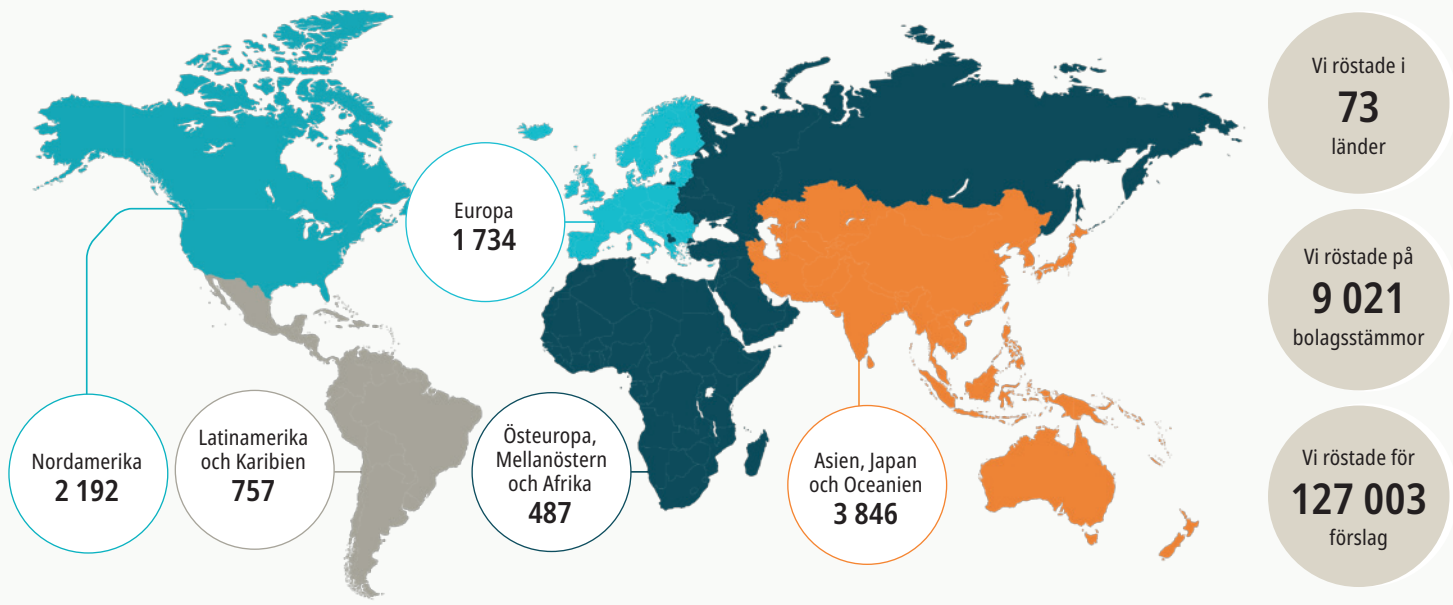 Europa
1 734
Nordamerika
2 192
Latinamerika
och Karibien
757
Östeuropa,
Mellanöstern
och Afrika
487
Asien, Japan
och Oceanien
3 846
Vi röstade i
73
länder
Vi röstade på
9 021
bolagsstämmor
Vi röstade för
127 003
förslag